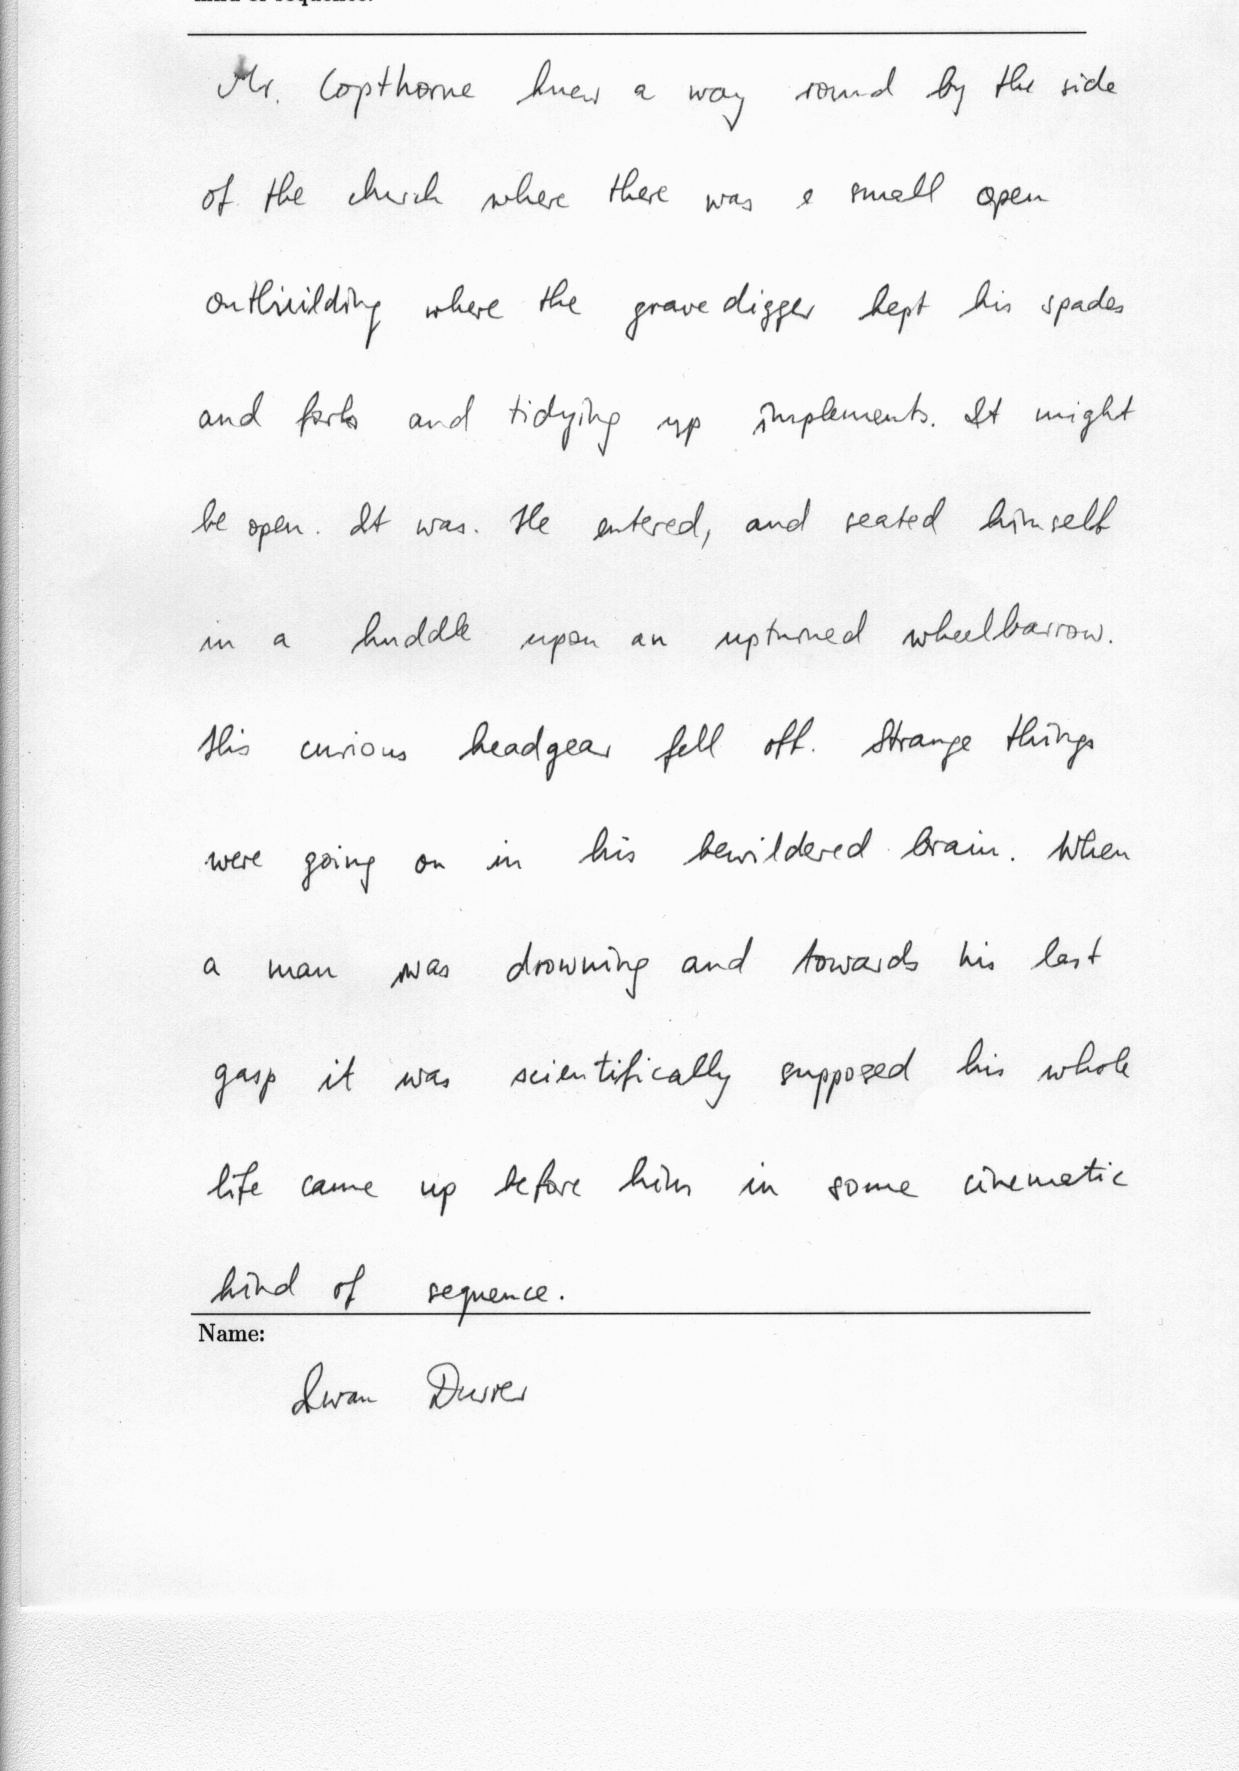 Mr. Copthorne knew a way round by the side
of the church where there was a small open
outbuilding where the grave digger kept his spades
and forks and tidying up implements. It might
be open. It was. He entered, and seated himself
in a huddle upon an upturned wheelbarrow.
His curious headgear fell off. Strange things
were going on in his bewildered brain. When
a man was drowning and towards his last
gasp it was scientifically supposed his whole
life came up before him in some cinematic
kind of sequence.
Name: